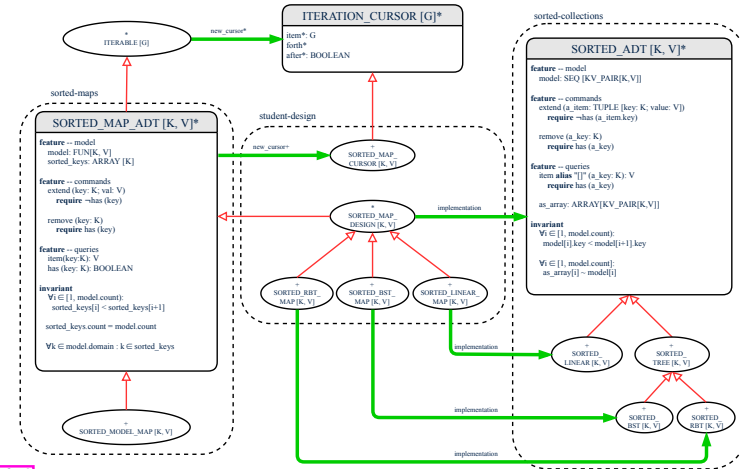 sorted-collections
ITERATION_CURSOR [G]*
item*: G
forth*
after*: BOOLEAN
*
ITERABLE [G]
new_cursor*
sorted-maps
SORTED_MAP_ADT [K, V]*
feature -- model
model: FUN[K, V]
sorted_keys: ARRAY [K]
feature -- commands
extend (key: K; val: V)
require ¬has (key)
remove (key: K)
require has (key)
feature -- queries
item(key:K): V
has (key: K): BOOLEAN
invariant
∀i ∈ [1, model.count):
sorted_keys[i] < sorted_keys[i+1]
sorted_keys.count = model.count
∀k ∈ model.domain : k ∈ sorted_keys
+
SORTED_MODEL_MAP [K, V]
student-design
new_cursor+
+
SORTED_MAP_
CURSOR [K, V]
*
SORTED_MAP_
DESIGN [K, V]
implementation
+
SORTED_RBT_
MAP [K, V]
+
SORTED_BST_
MAP [K, V]
+
SORTED_LINEAR_
MAP [K, V]
SORTED_ADT [K, V]*
feature -- model
model: SEQ [KV_PAIR[K,V]]
feature -- commands
extend (a_item: TUPLE [key: K; value: V])
require ¬has (a_item.key)
remove (a_key: K)
require has (a_key)
feature -- queries
item alias "[]" (a_key: K): V
require has (a_key)
as_array: ARRAY[KV_PAIR[K,V]]
invariant
∀i ∈ [1, model.count):
model[i].key < model[i+1].key
∀i ∈ [1, model.count]:
as_array[i] ~ model[i]
implementation
+
SORTED_
LINEAR [K, V]
+
SORTED_
TREE [K, V]
implementation
+
SORTED_
BST [K, V]
+
SORTED_
RBT [K, V]
implementation